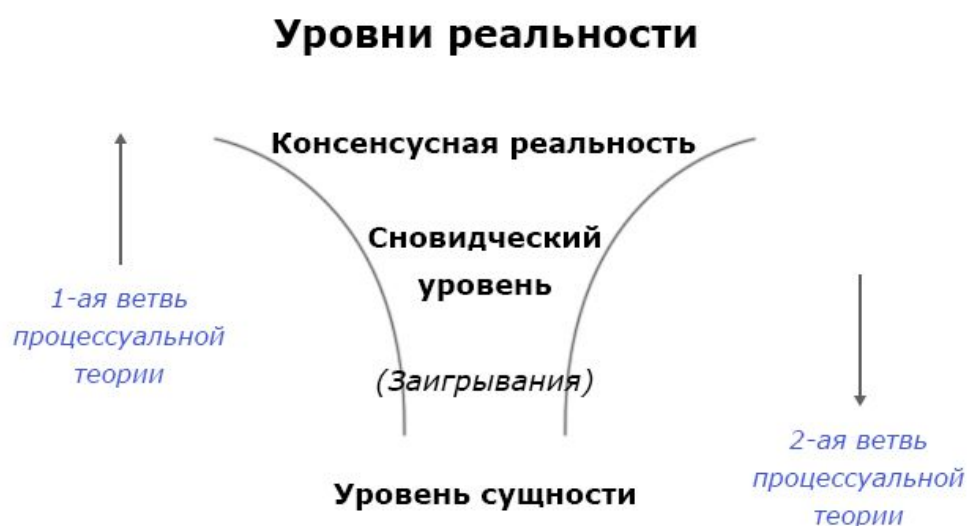 Уровни реальности
Консенсусная реальность
Сновидческий
уровень
1-ая ветвь
процессуальной
теории
(Заигрывания)
2-ая ветвь
процессуальной
теории
Уровень сущности